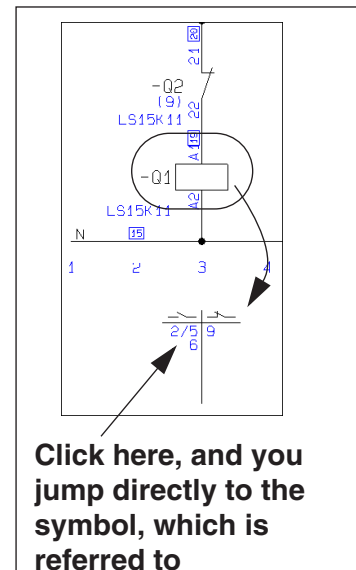 20
21
-Q2
(9)
22
LS15K11
19
A1
-Q1
A2
LS15K11
N 15
1 2 3 4
2/5 9
6
Click here, and you
jump directly to the
symbol, which is
referred to